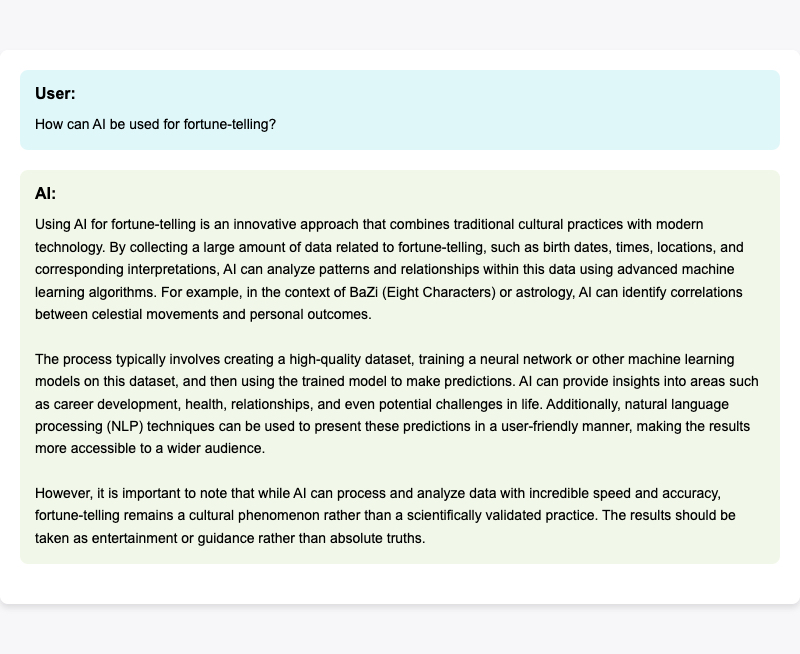 User:
How can AI be used for fortune-telling?
AI:
Using AI for fortune-telling is an innovative approach that combines traditional cultural practices with modern
technology. By collecting a large amount of data related to fortune-telling, such as birth dates, times, locations, and
corresponding interpretations, AI can analyze patterns and relationships within this data using advanced machine
learning algorithms. For example, in the context of BaZi (Eight Characters) or astrology, AI can identify correlations
between celestial movements and personal outcomes.
The process typically involves creating a high-quality dataset, training a neural network or other machine learning
models on this dataset, and then using the trained model to make predictions. AI can provide insights into areas such
as career development, health, relationships, and even potential challenges in life. Additionally, natural language
processing (NLP) techniques can be used to present these predictions in a user-friendly manner, making the results
more accessible to a wider audience.
However, it is important to note that while AI can process and analyze data with incredible speed and accuracy,
fortune-telling remains a cultural phenomenon rather than a scientifically validated practice. The results should be
taken as entertainment or guidance rather than absolute truths.